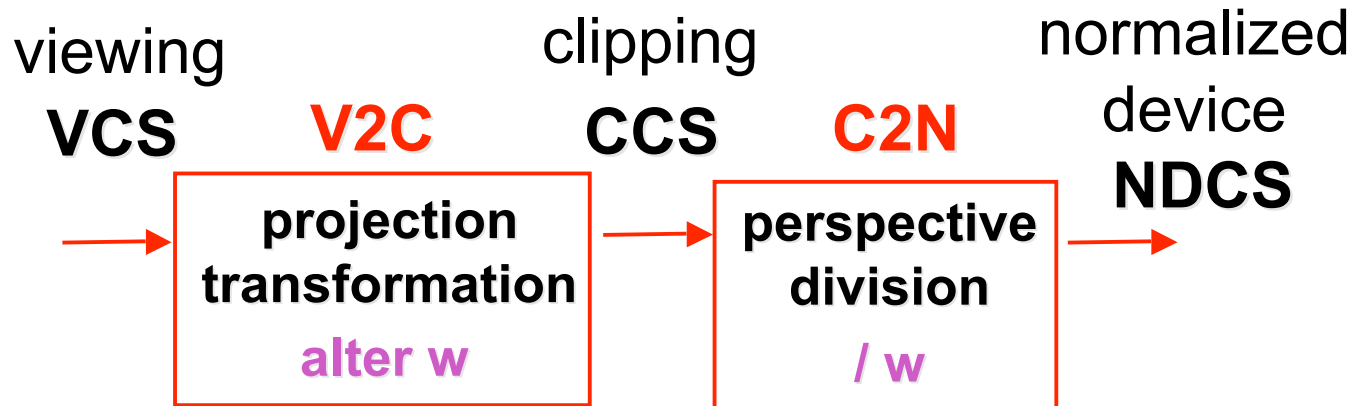 viewing
VCS
V2C
projection
transformation
alter w
clipping
CCS
C2N
perspective
division
/ w
normalized
device
NDCS